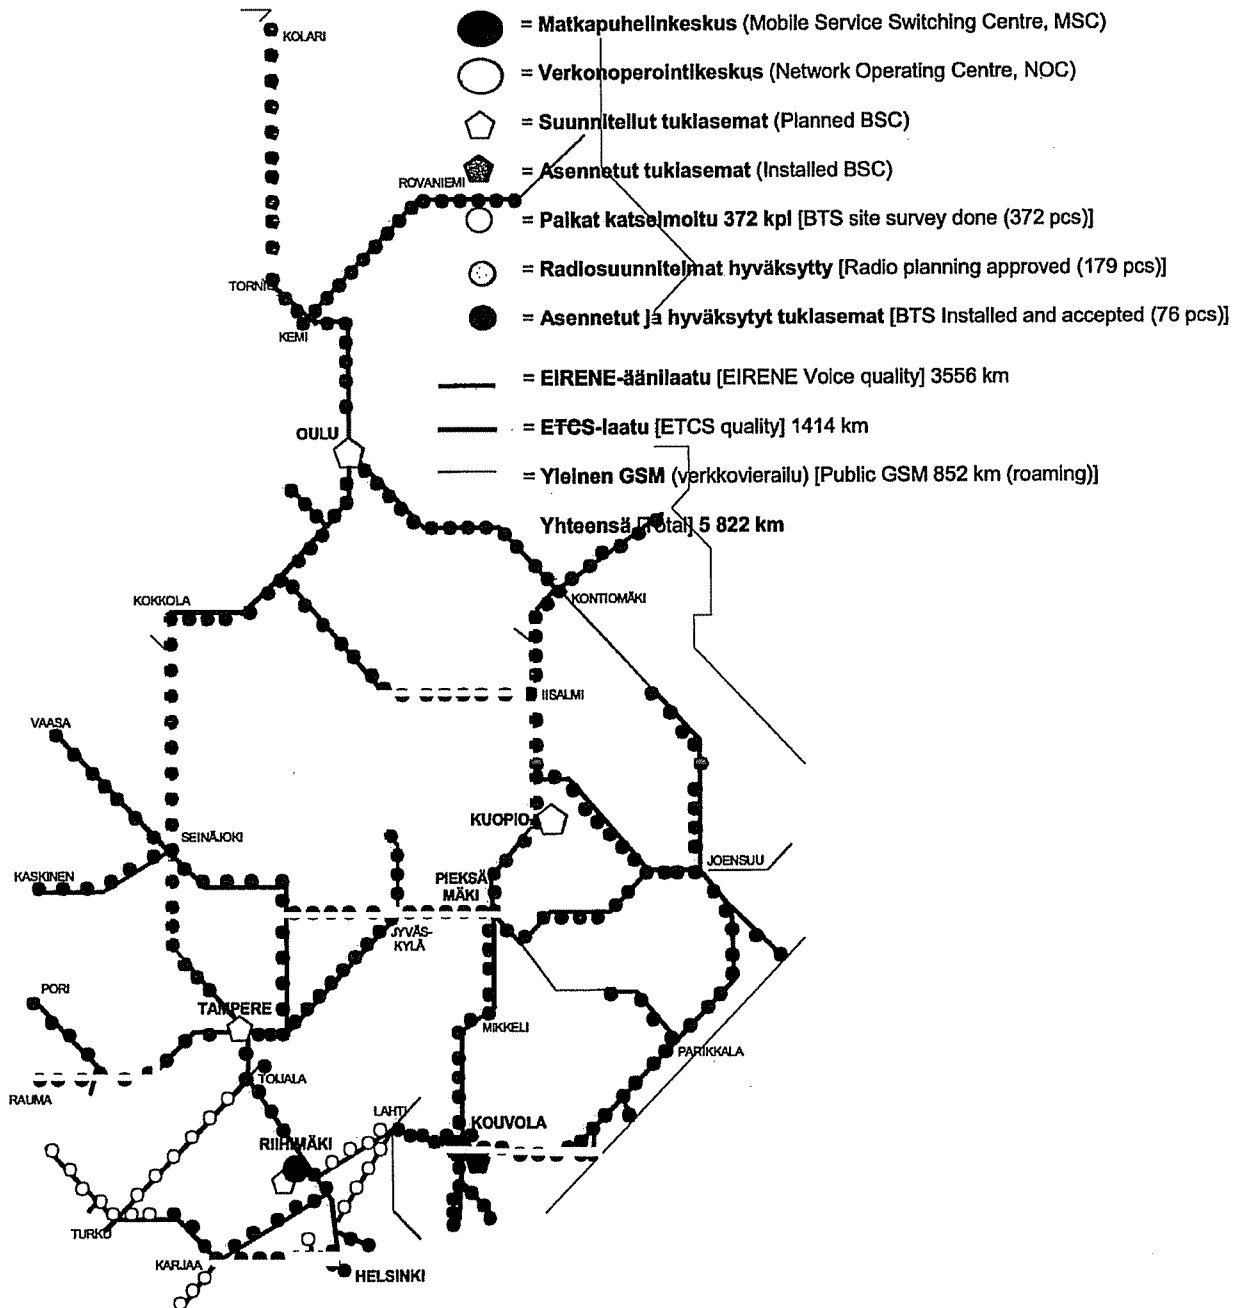 KOLARI
= Matkapuhelinkeskus (Mobile Service Switching Centre, MSC)
= Verkonoperointikeskus (Network Operating Centre, NOC)
= Suunnitellut tukiasemat (Planned BSC)
= Asennetut tukiasemat (Installed BSC)
ROVANIEMI
= Paikat katselmoitu 372 kpl [BTS site survey done (372 pcs)]
= Radiosuunnitelmat hyväksytty [Radio planning approved (179 pcs)]
TORNIO
= Asennetut ja hyväksytyt tukiasemat [BTS Installed and accepted (76 pcs)]
KEMI
= EIRENE-äänilaatu [EIRENE Voice quality] 3556 km
= ETCS-laatu [ETCS quality] 1414 km
OULU
= Yleinen GSM (verkkovierailu) [Public GSM 852 km (roaming)]
Yhteensä [Total] 5 822 km
KOKKOLA
KONTIOMÄKI
IISALMI
VAASA
KUOPIO
SEINÄJOKI
JOENSUU
KASKINEN
PIEKSÄ
MÄKI
JYVÄS-
KYLÄ
PORI
TAMPERE
MIKKELI
PARIKKALA
TOIJALA
RAUMA
LAHTI
KOUVOLA
RIIHIMÄKI
TURKU
KARJAA
HELSINKI